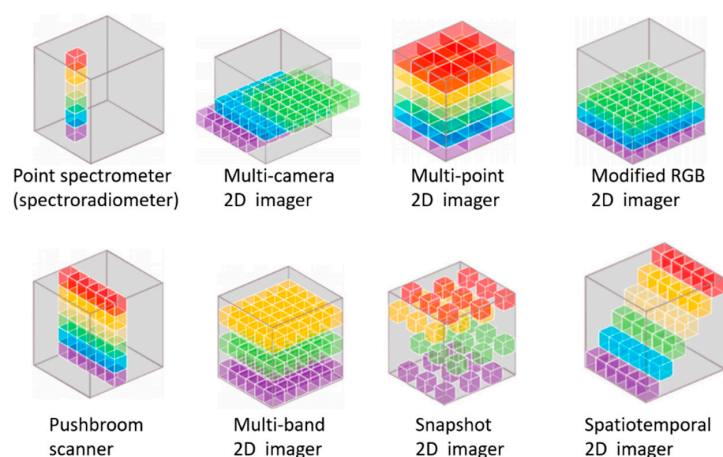 Point spectrometer
(spectroradiometer)
Multi-camera
2D imager
Multi-point
2D imager
Modified RGB
2D imager
Pushbroom
scanner
Multi-band
2D imager
Snapshot
2D imager
Spatiotemporal
2D imager